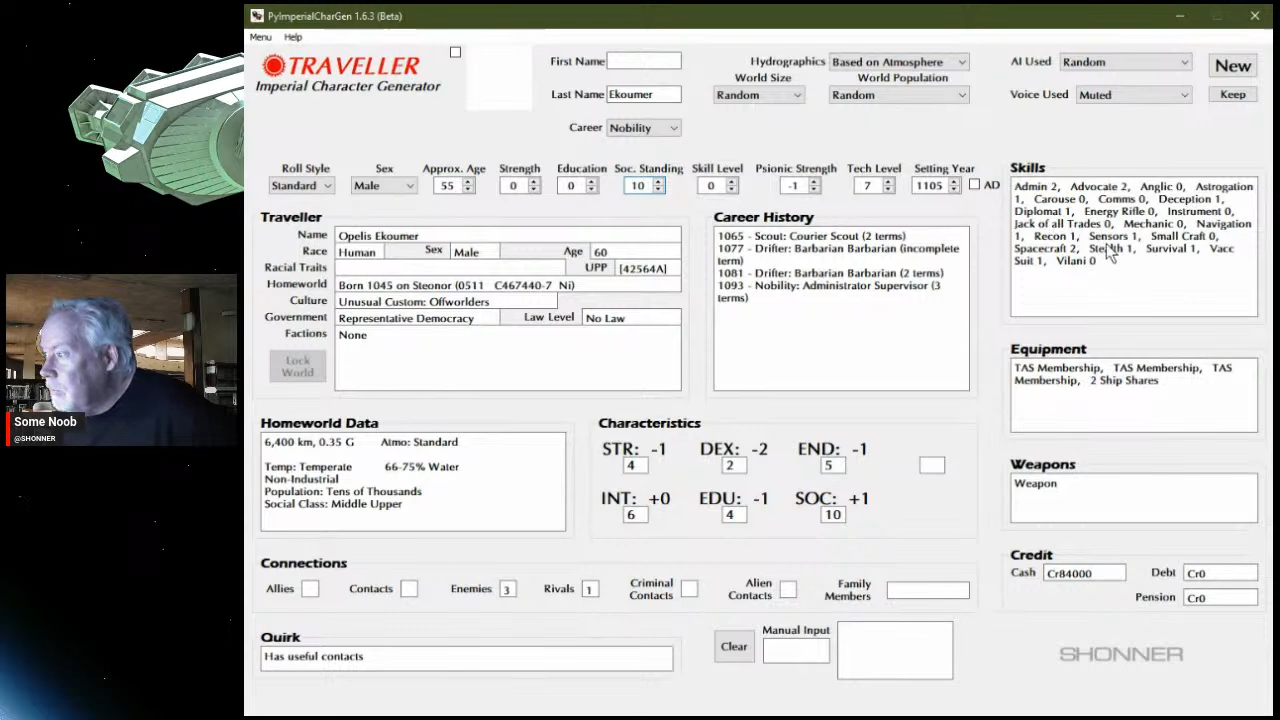 PyImperialCharGen 1.6.3 (Beta)
Menu Help
TRAVELLER
Imperial Character Generator
First Name
Last Name Ekoumer
Career Nobility
Hydrographics Based on Atmosphere
World Size World Population
Random Random
AI Used Random New
Voice Used Muted Keep
Roll Style Sex Approx. Age Strength Education Soc. Standing Skill Level Psionic Strength Tech Level Setting Year
Standard Male 55 0 0 10 0 -1 7 1105 AD
Traveller
Name Opelis Ekoumer
Race Human Sex Male Age 60
Racial Traits UPP [42564A]
Homeworld Born 1045 on Steonor (0511 C467440-7 Ni)
Culture Unusual Custom: Offworlders
Government Representative Democracy Law Level No Law
Factions None
Lock
World
Career History
1065 - Scout: Courier Scout (2 terms)
1077 - Drifter: Barbarian Barbarian (incomplete
term)
1081 - Drifter: Barbarian Barbarian (2 terms)
1093 - Nobility: Administrator Supervisor (3
terms)
Skills
Admin 2, Advocate 2, Anglic 0, Astrogation
1, Carouse 0, Comms 0, Deception 1,
Diplomat 1, Energy Rifle 0, Instrument 0,
Jack of all Trades 0, Mechanic 0, Navigation
1, Recon 1, Sensors 1, Small Craft 0,
Spacecraft 2, Stealth 1, Survival 1, Vacc
Suit 1, Vilani 0
Equipment
TAS Membership, TAS Membership, TAS
Membership, 2 Ship Shares
Weapons
Weapon
Credit
Cash Cr84000 Debt Cr0
Pension Cr0
Homeworld Data
6,400 km, 0.35 G Atmo: Standard
Temp: Temperate 66-75% Water
Non-Industrial
Population: Tens of Thousands
Social Class: Middle Upper
Characteristics
STR: -1 DEX: -2 END: -1
4 2 5
INT: +0 EDU: -1 SOC: +1
6 4 10
Connections
Allies Contacts Enemies 3 Rivals 1 Criminal Contacts Alien Contacts Family Members
Quirk
Has useful contacts
Clear Manual Input
SHONNER
Some Noob
@SHONNER